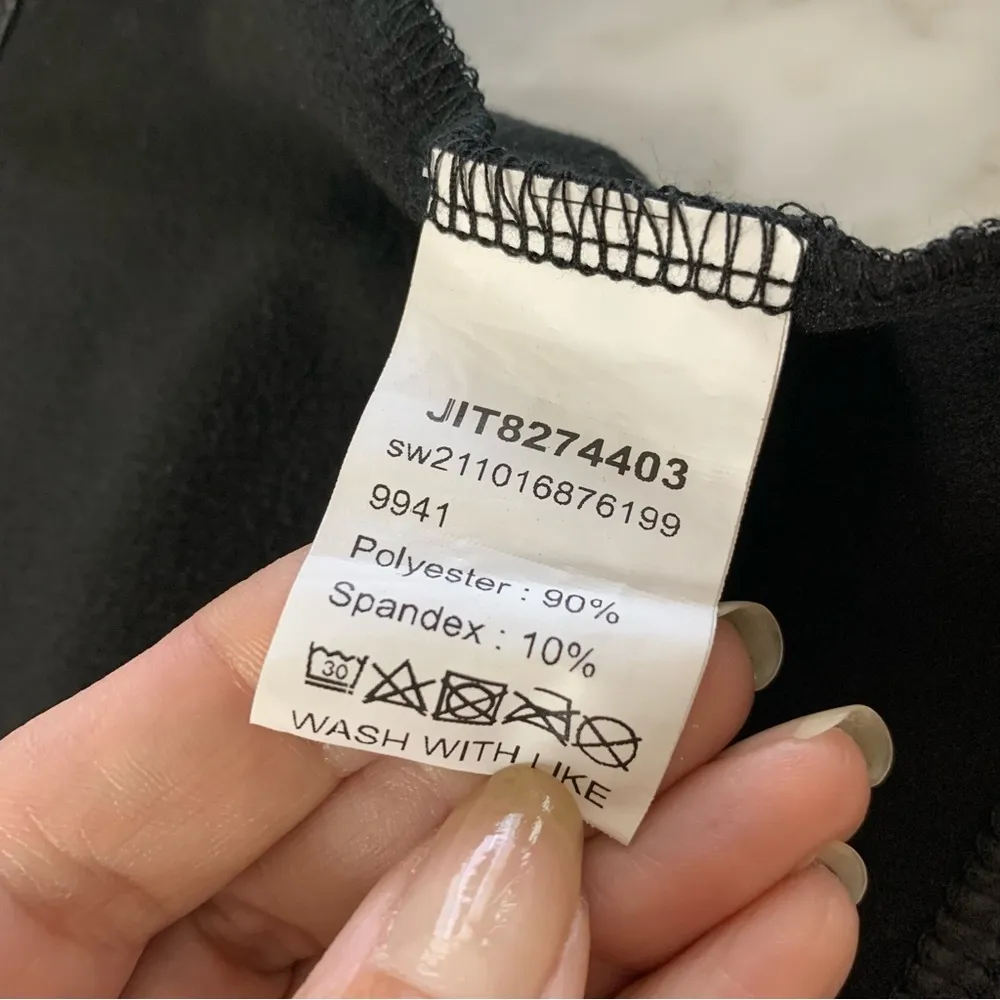 JIT8274403
sw211016876199
9941
Polyester : 90%
Spandex : 10%
30
WASH WITH LIKE